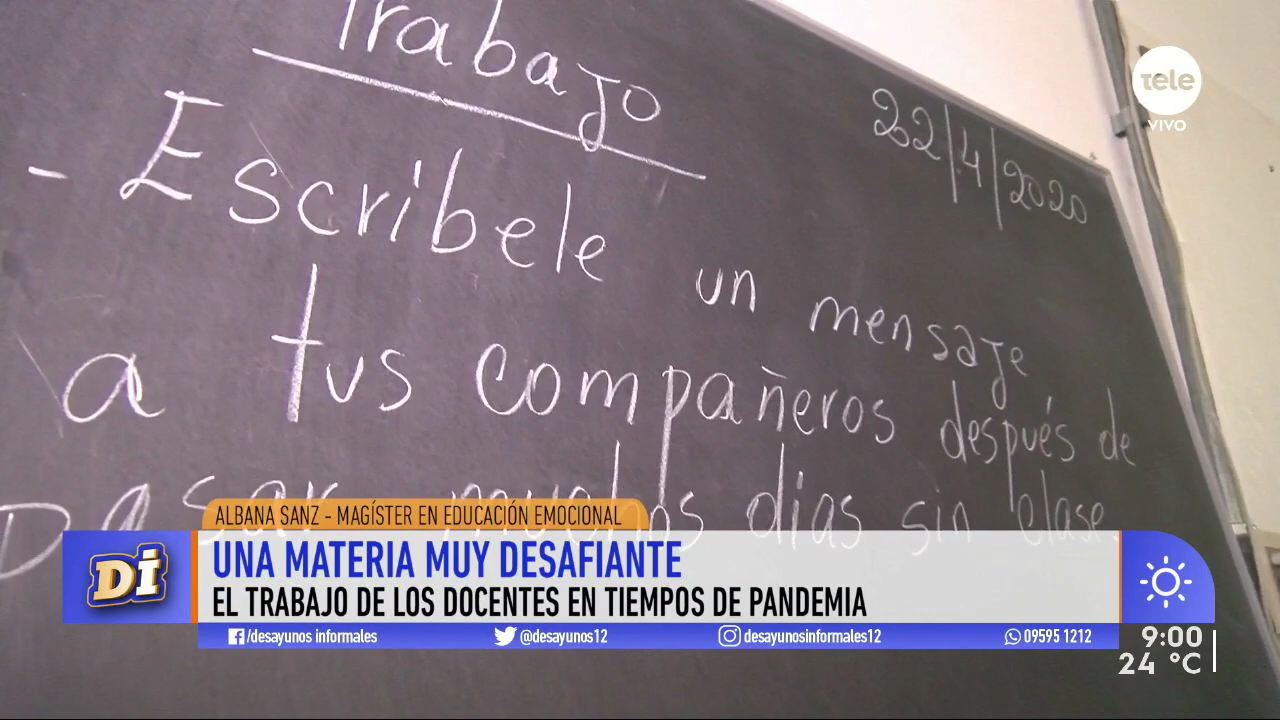 Trabajo
22/4/2020
- Escribele un mensaje
a tus compañeros después de
pasar muchos dias sin clase.
tele
VIVO
ALBANA SANZ - MAGÍSTER EN EDUCACIÓN EMOCIONAL
DI
UNA MATERIA MUY DESAFIANTE
EL TRABAJO DE LOS DOCENTES EN TIEMPOS DE PANDEMIA
/desayunos informales @desayunos12 desayunosinformales12 09595 1212
9:00
24 °C